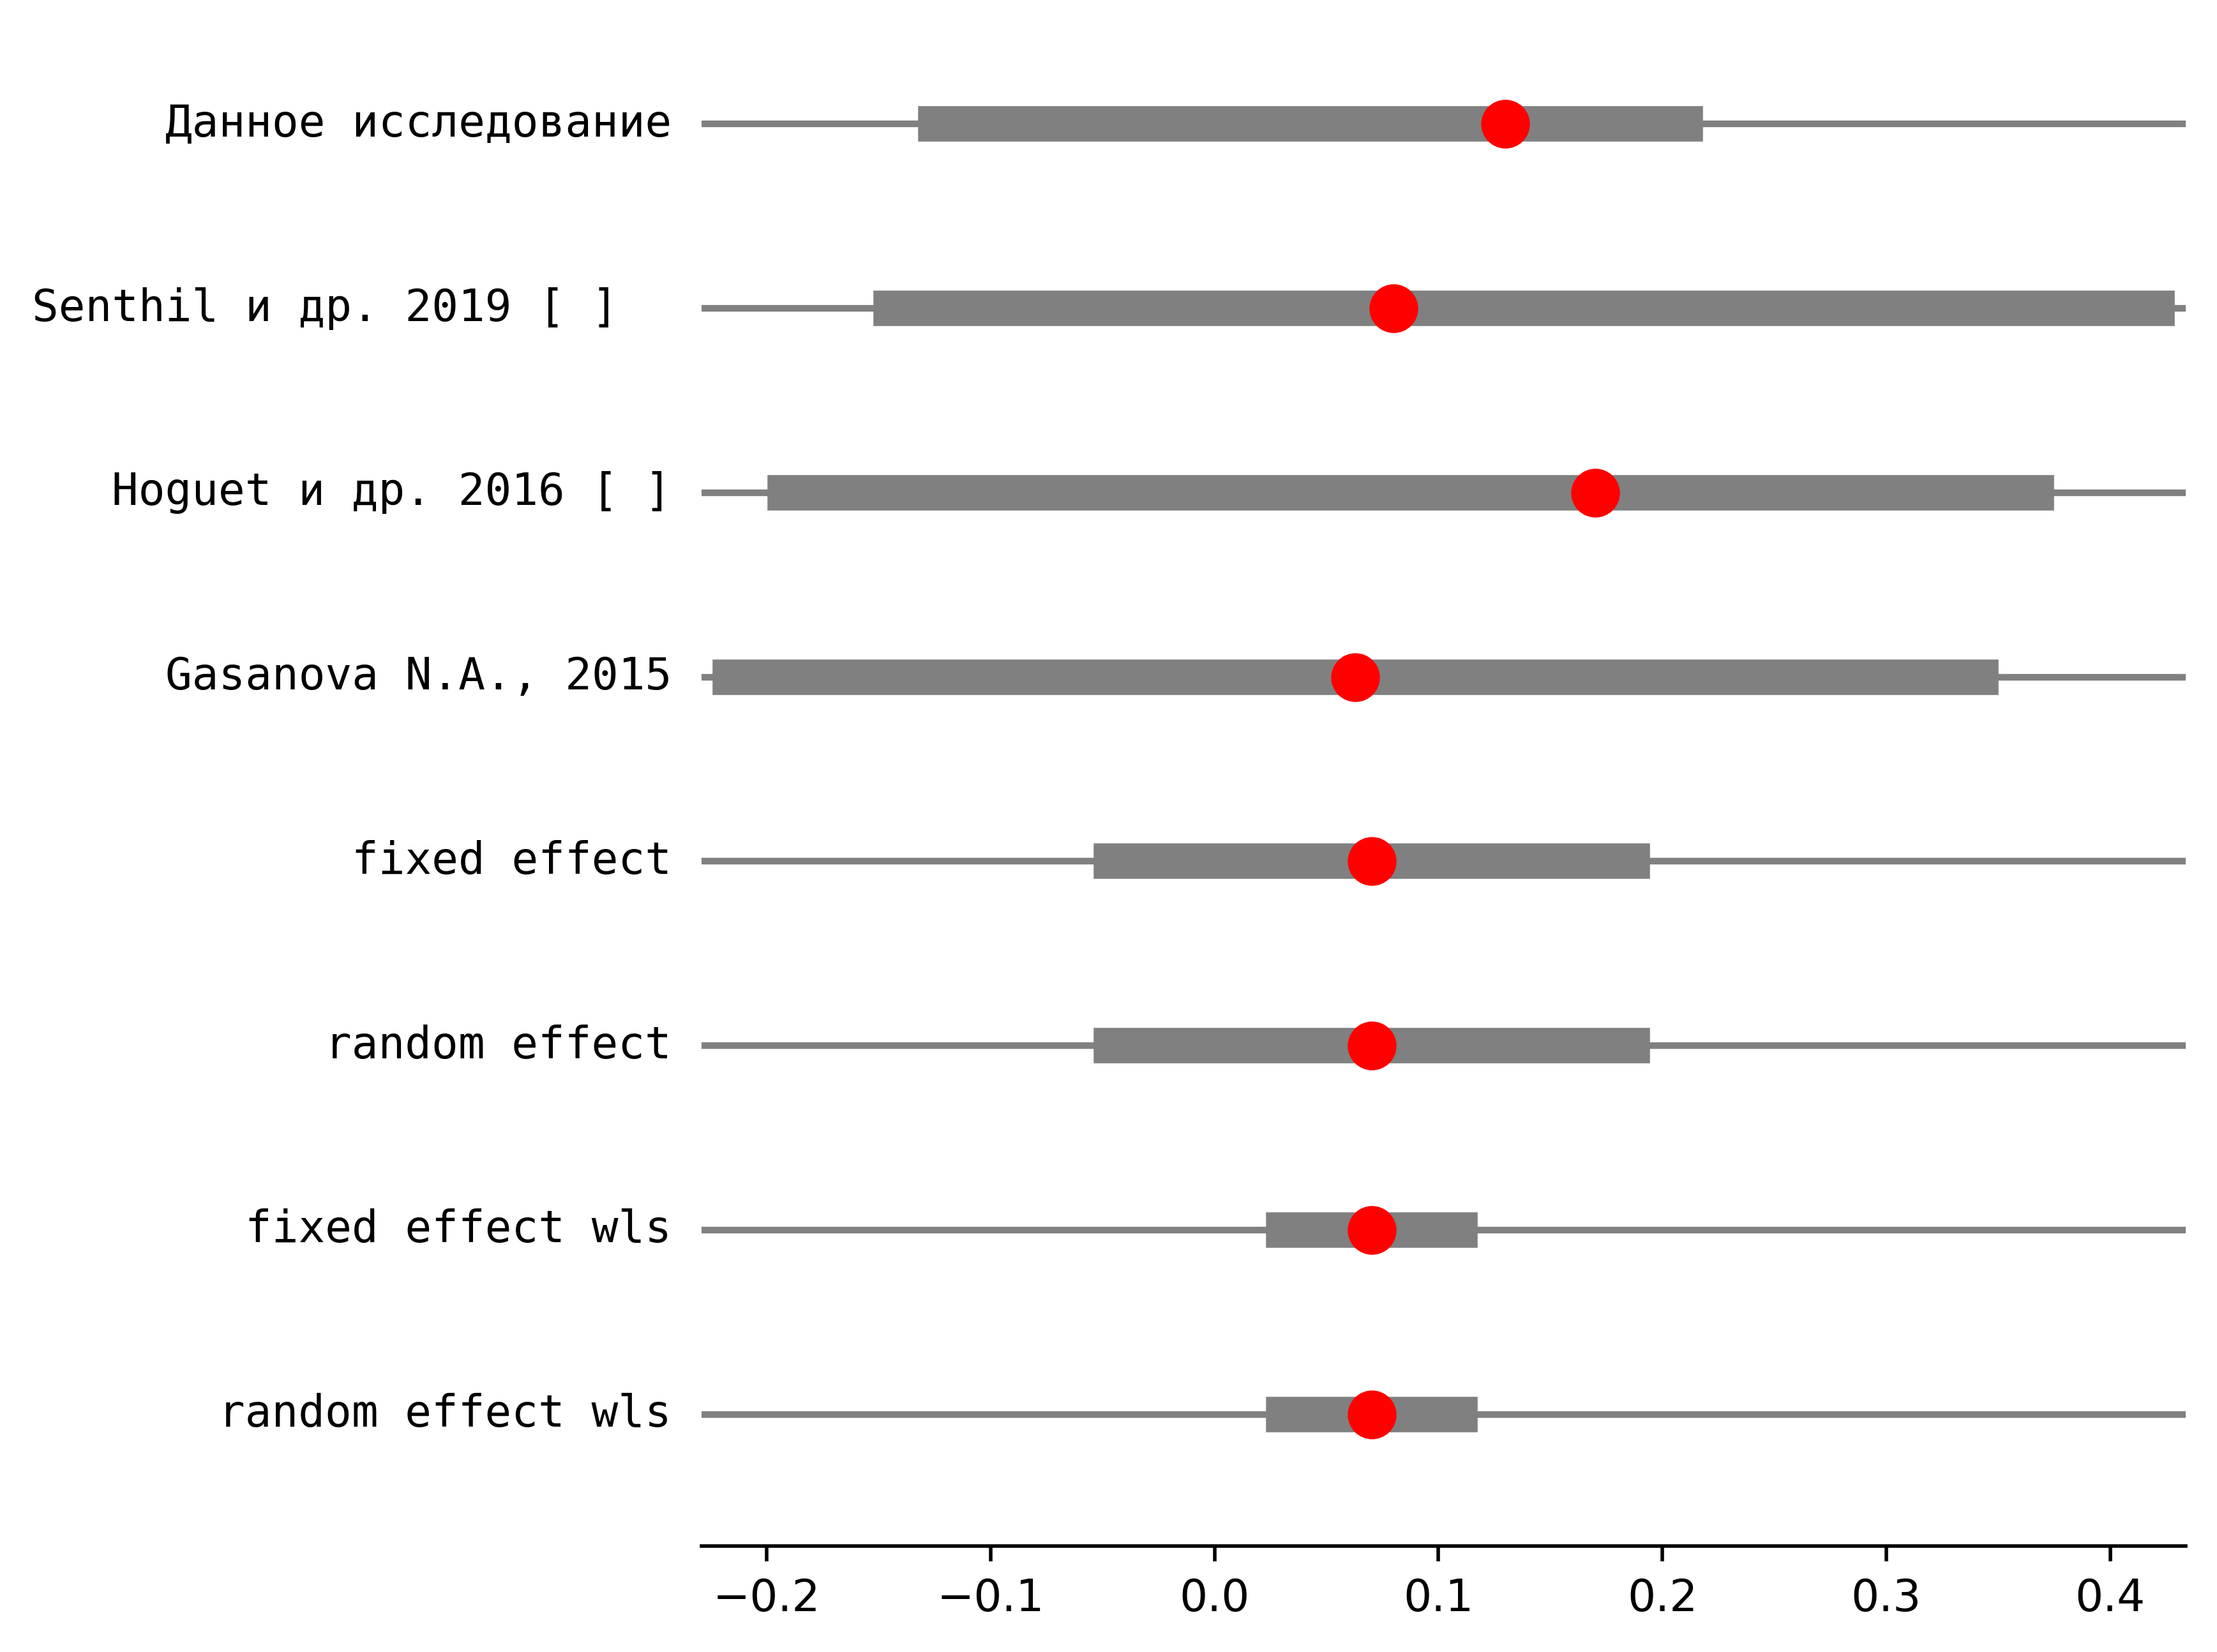 Данное исследование
Senthil и др. 2019 [ ]
Hoguet и др. 2016 [ ]
Gasanova N.A., 2015
fixed effect
random effect
fixed effect wls
random effect wls
−0.2 −0.1 0.0 0.1 0.2 0.3 0.4